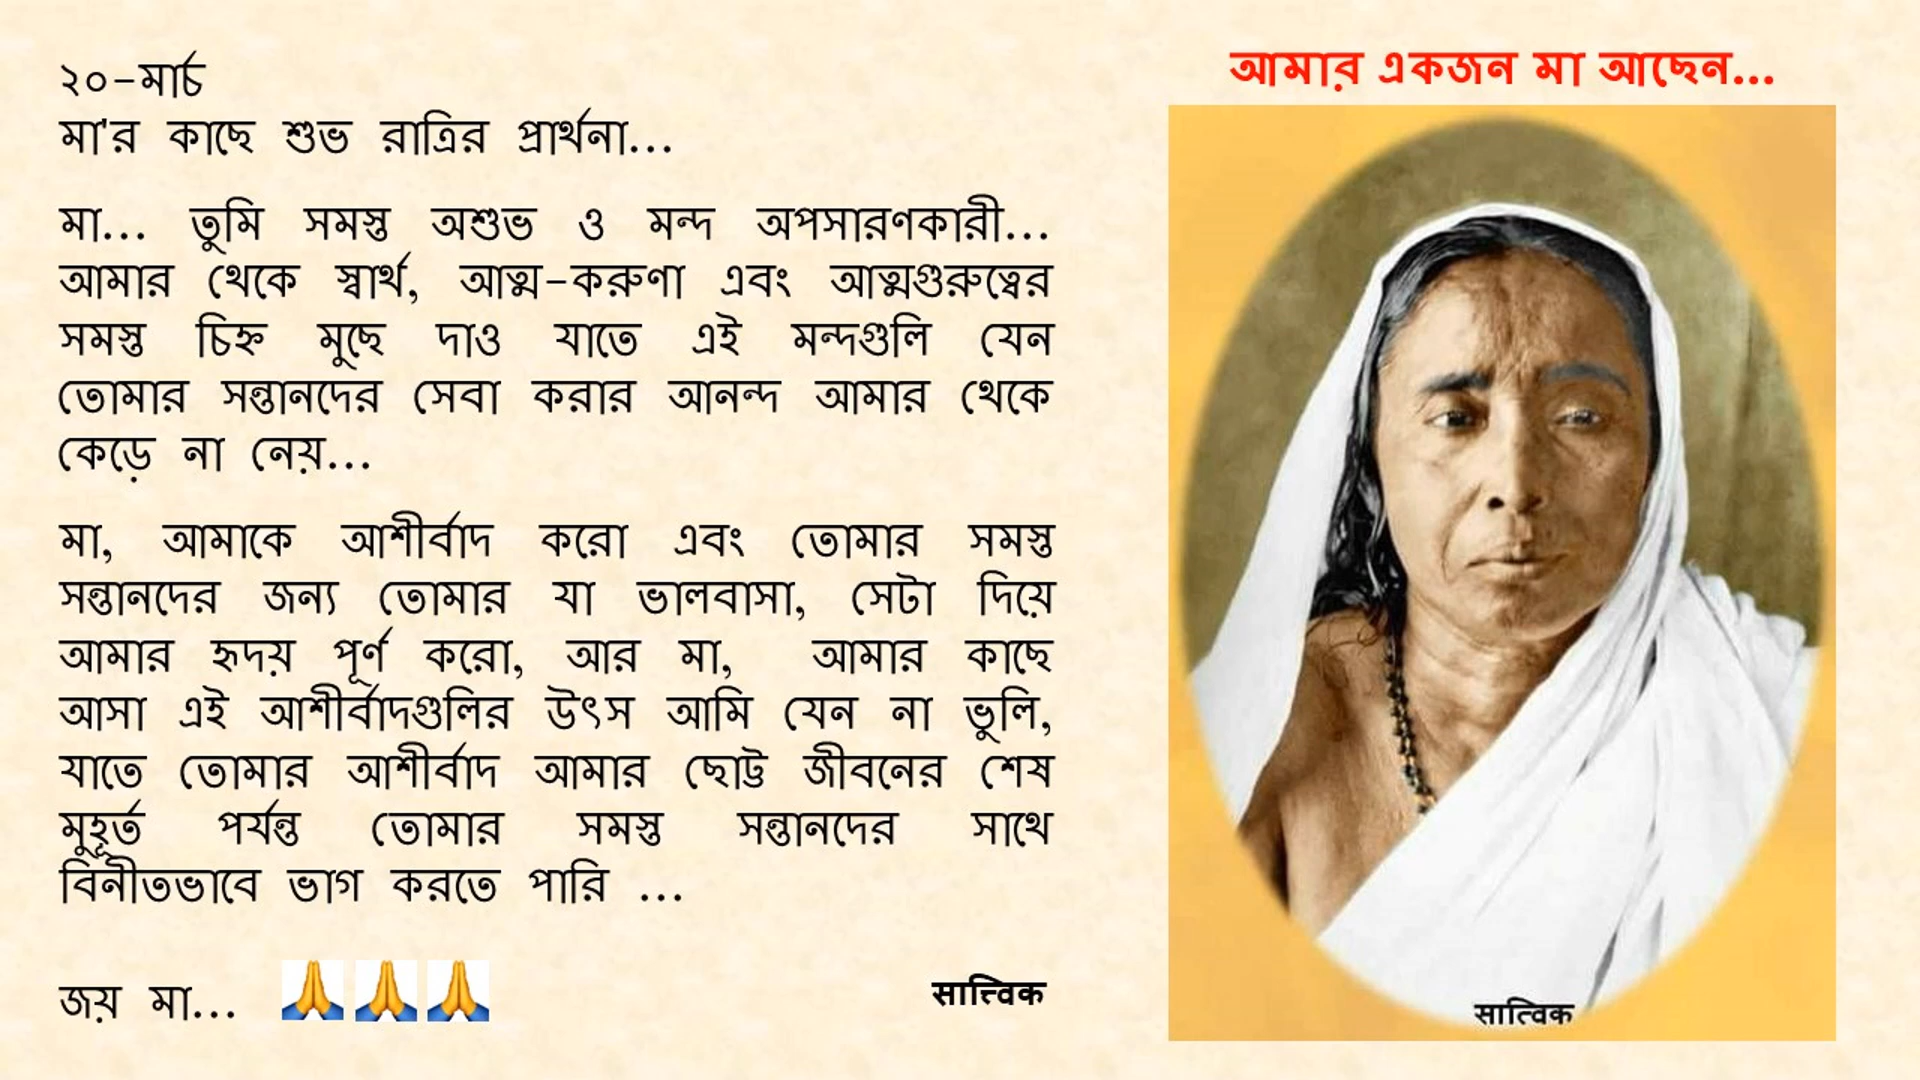 ২০-মার্চ
মা'র কাছে শুভ রাত্রির প্রার্থনা...
মা... তুমি সমস্ত অশুভ ও মন্দ অপসারণকারী...
আমার থেকে স্বার্থ, আত্ম-করুণা এবং আত্মগুরুত্বের
সমস্ত চিহ্ন মুছে দাও যাতে এই মন্দগুলি যেন
তোমার সন্তানদের সেবা করার আনন্দ আমার থেকে
কেড়ে না নেয়...
মা, আমাকে আশীর্বাদ করো এবং তোমার সমস্ত
সন্তানদের জন্য তোমার যা ভালবাসা, সেটা দিয়ে
আমার হৃদয় পূর্ণ করো, আর মা, আমার কাছে
আসা এই আশীর্বাদগুলির উৎস আমি যেন না ভুলি,
যাতে তোমার আশীর্বাদ আমার ছোট্ট জীবনের শেষ
মুহূর্ত পর্যন্ত তোমার সমস্ত সন্তানদের সাথে
বিনীতভাবে ভাগ করতে পারি ...
জয় মা... 🙏🙏🙏
सात्त्विक
আমার একজন মা আছেন...
सात्त्विक